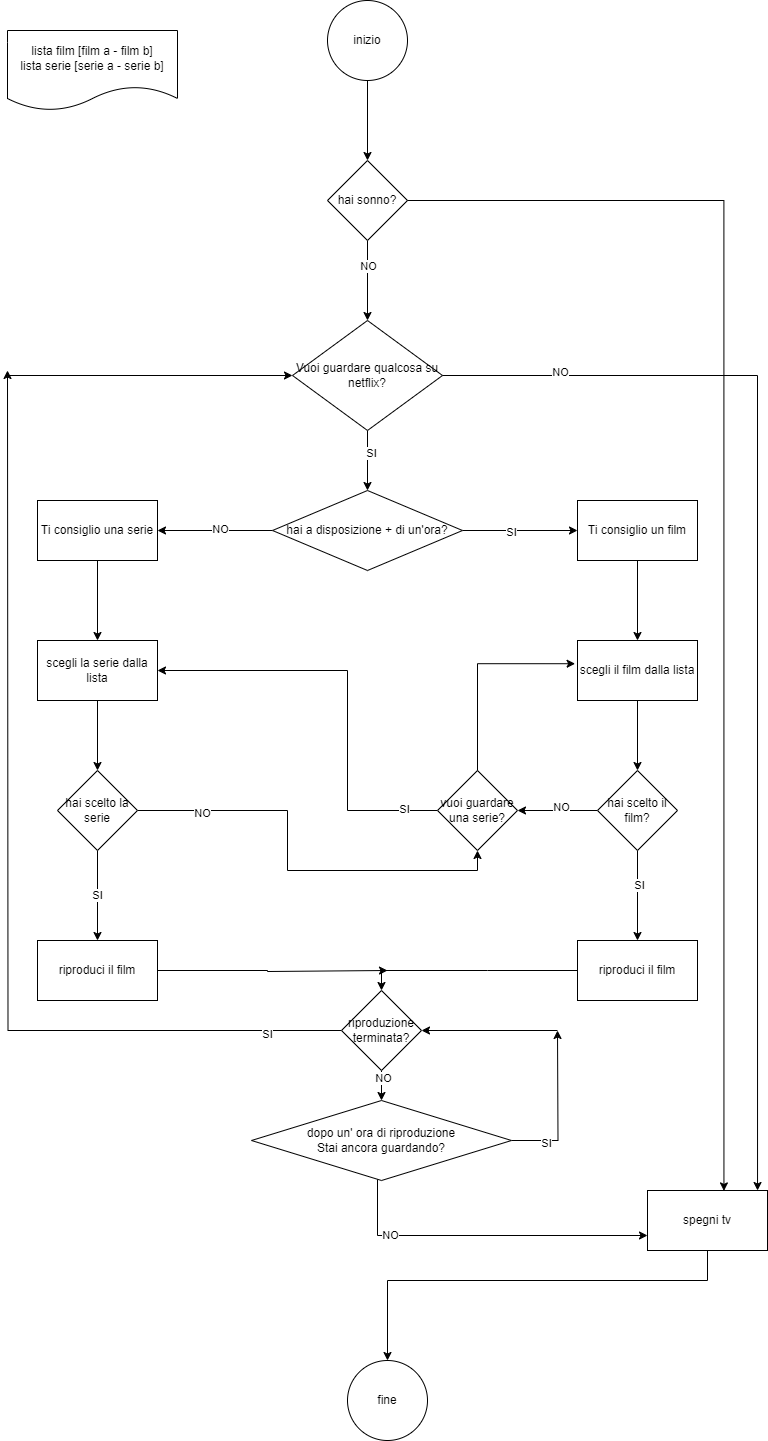 inizio
lista film [film a - film b]
lista serie [serie a - serie b]
hai sonno?
NO
Vuoi guardare qualcosa su
netflix?
NO
SI
Ti consiglio una serie
NO
hai a disposizione + di un'ora?
SI
Ti consiglio un film
scegli la serie dalla
lista
scegli il film dalla lista
hai scelto la
serie
NO
SI
vuoi guardare
una serie?
NO
hai scelto il
film?
SI
SI
riproduci il film
riproduci il film
riproduzione
terminata?
SI
NO
dopo un' ora di riproduzione
Stai ancora guardando?
SI
NO
spegni tv
fine